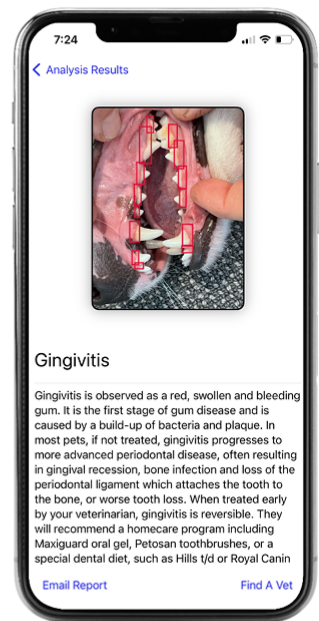 7:24
Analysis Results
Gingivitis
Gingivitis is observed as a red, swollen and bleeding
gum. It is the first stage of gum disease and is
caused by a build-up of bacteria and plaque. In
most pets, if not treated, gingivitis progresses to
more advanced periodontal disease, often resulting
in gingival recession, bone infection and loss of the
periodontal ligament which attaches the tooth to
the bone, or worse tooth loss. When treated early
by your veterinarian, gingivitis is reversible. They
will recommend a homecare program including
Maxiguard oral gel, Petosan toothbrushes, or a
special dental diet, such as Hills t/d or Royal Canin
Email Report
Find A Vet